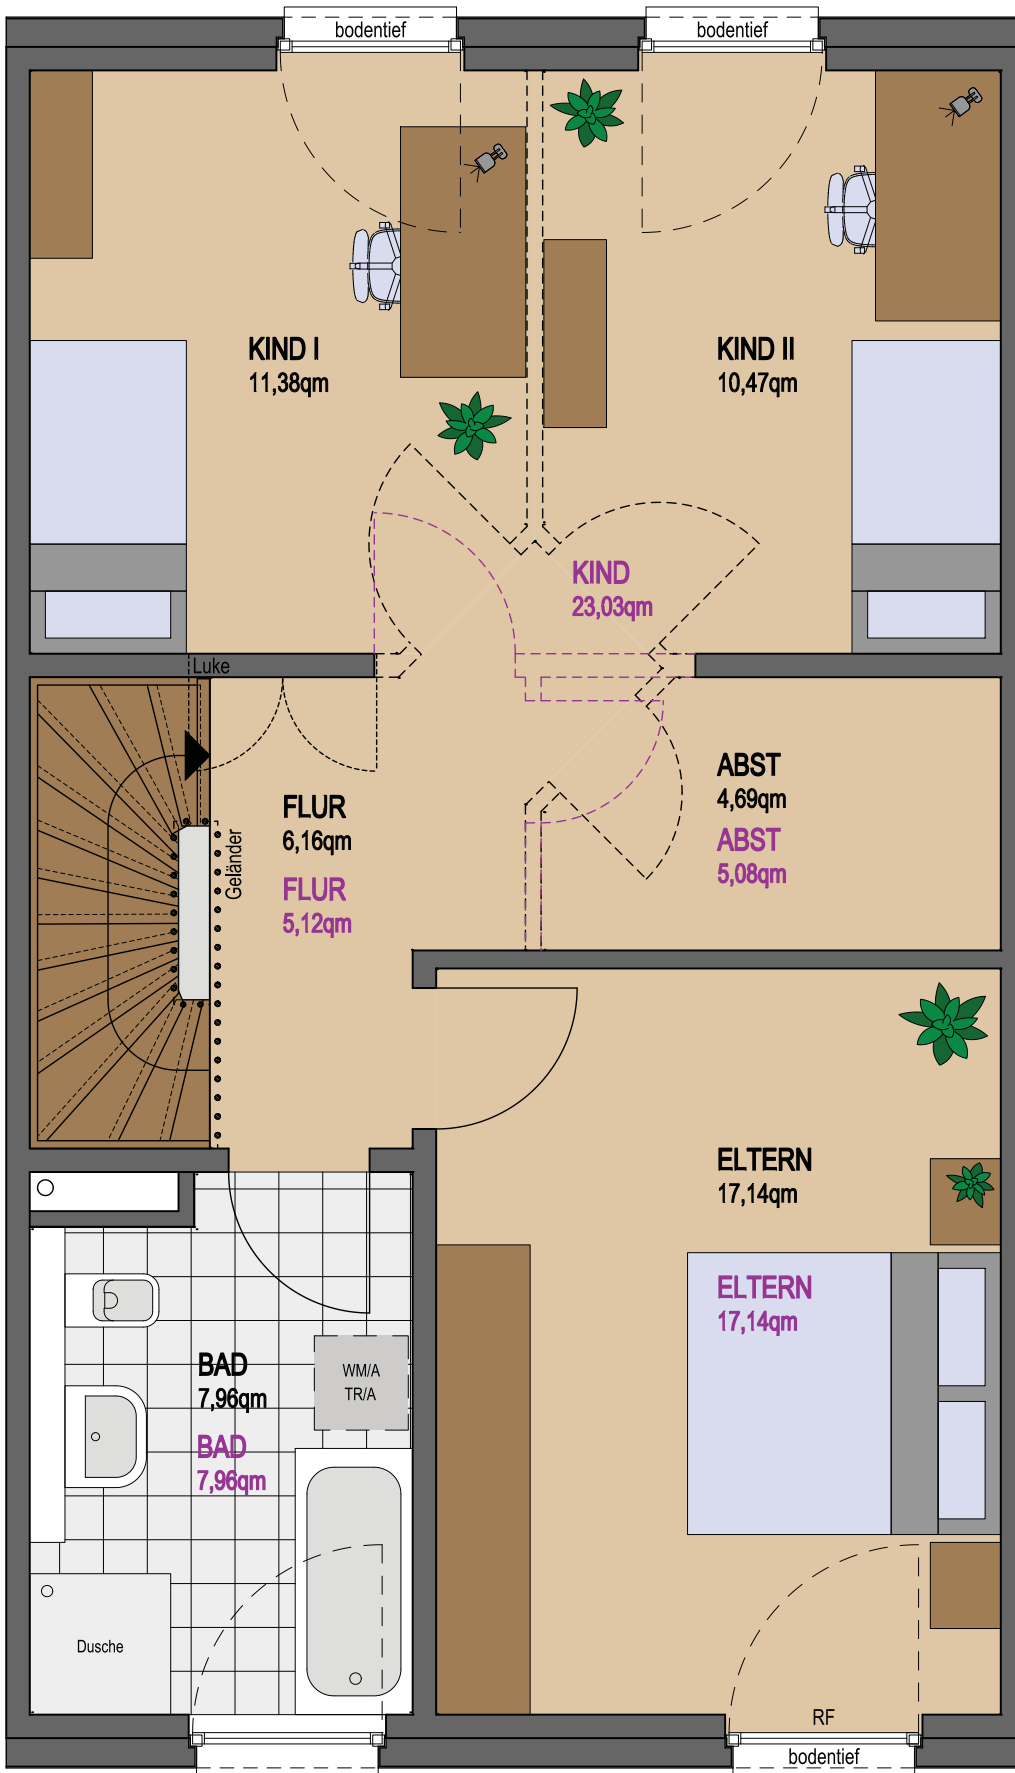 bodentief
bodentief
KIND I
11,38qm
KIND II
10,47qm
KIND
23,03qm
Luke
FLUR
6,16qm
FLUR
5,12qm
Geländer
ABST
4,69qm
ABST
5,08qm
ELTERN
17,14qm
ELTERN
17,14qm
BAD
7,96qm
BAD
7,96qm
WM/A
TR/A
Dusche
RF
bodentief